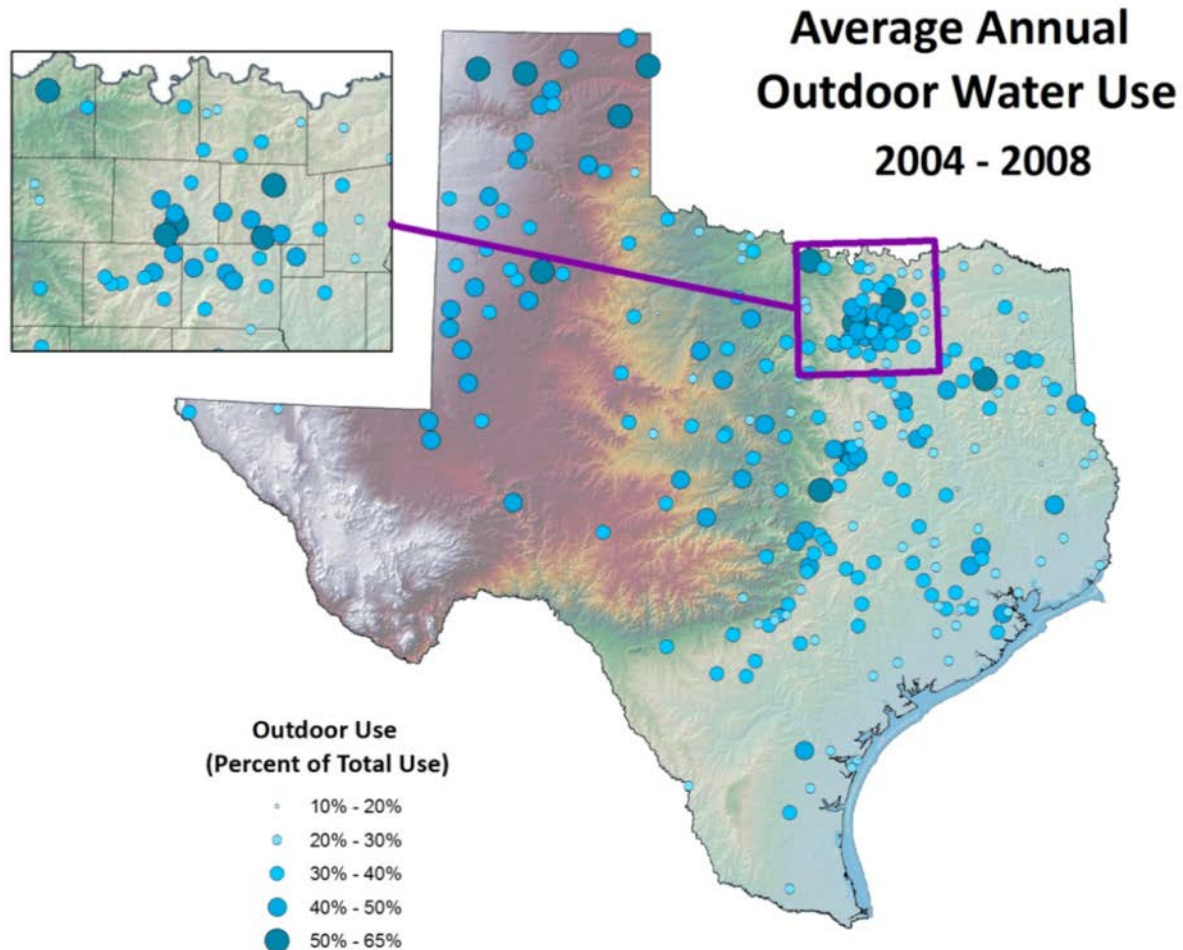 Average Annual
Outdoor Water Use
2004 - 2008
Outdoor Use
(Percent of Total Use)
10% - 20%
20% - 30%
30% - 40%
40% - 50%
50% - 65%